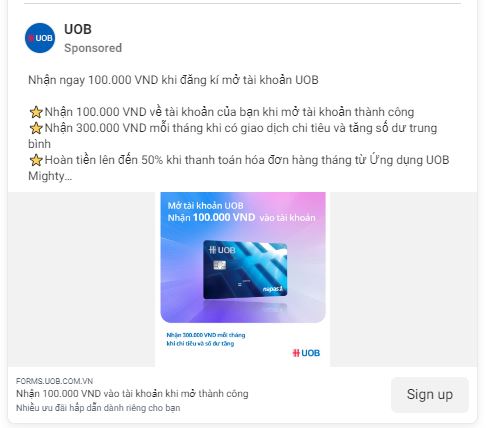 UOB
UOB
Sponsored
Nhận ngay 100.000 VND khi đăng kí mở tài khoản UOB
⭐Nhận 100.000 VND về tài khoản của bạn khi mở tài khoản thành công
⭐Nhận 300.000 VND mỗi tháng khi có giao dịch chi tiêu và tăng số dư trung
bình
⭐Hoàn tiền lên đến 50% khi thanh toán hóa đơn hàng tháng từ Ứng dụng UOB
Mighty...
Mở tài khoản UOB
Nhận 100.000 VND vào tài khoản
UOB
napas
Nhận 300.000 VND mỗi tháng
khi chi tiêu và số dư tăng
UOB
FORMS.UOB.COM.VN
Nhận 100.000 VND vào tài khoản khi mở thành công
Nhiều ưu đãi hấp dẫn dành riêng cho bạn
Sign up